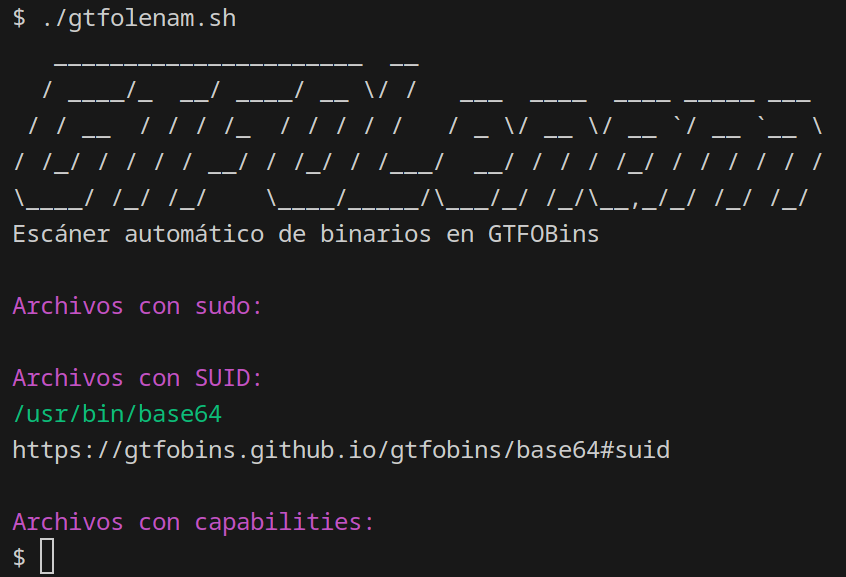 $ ./gtfolenam.sh
GTFOLenam
Escáner automático de binarios en GTFOBins
Archivos con sudo:
Archivos con SUID:
/usr/bin/base64
https://gtfobins.github.io/gtfobins/base64#suid
Archivos con capabilities:
$